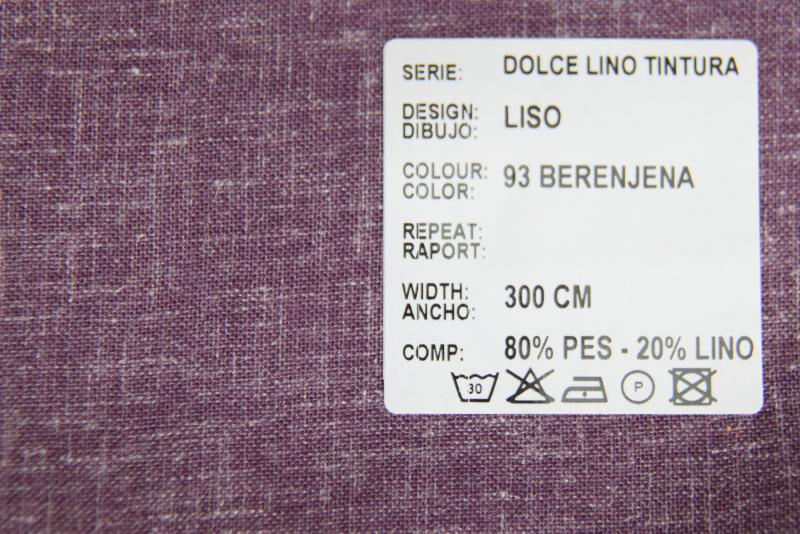 SERIE: DOLCE LINO TINTURA
DESIGN:
DIBUJO: LISO
COLOUR:
COLOR: 93 BERENJENA
REPEAT:
RAPORT:
WIDTH:
ANCHO: 300 CM
COMP: 80% PES - 20% LINO
30 P